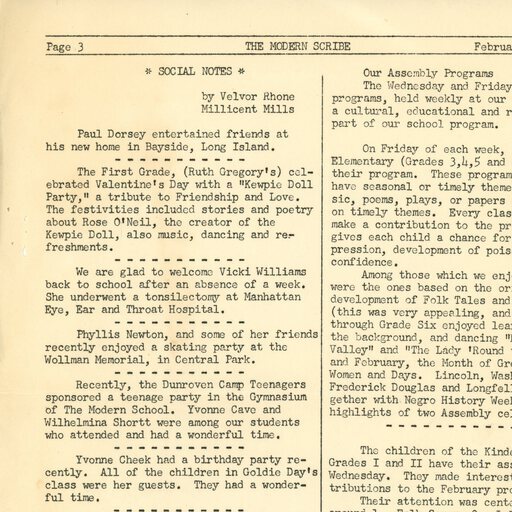 Page 3 THE MODERN SCRIBE
* SOCIAL NOTES *
by Velvor Rhone
Millicent Mills
Paul Dorsey entertained friends at
his new home in Bayside, Long Island.
The First Grade, (Ruth Gregory's) cel-
ebrated Valentine's Day with a "Kewpie Doll
Party," a tribute to Friendship and Love.
The festivities included stories and poetry
about Rose O'Neil, the creator of the
Kewpie Doll, also music, dancing and re-
freshments.
We are glad to welcome Vicki Williams
back to school after an absence of a week.
She underwent a tonsilectomy at Manhattan
Eye, Ear and Throat Hospital.
Phyllis Newton, and some of her friends
recently enjoyed a skating party at the
Wollman Memorial, in Central Park.
Recently, the Dunroven Camp Teenagers
sponsored a teenage party in the Gymnasium
of The Modern School. Yvonne Cave and
Wilhelmina Shortt were among our students
who attended and had a wonderful time.
Yvonne Cheek had a birthday party re-
cently. All of the children in Goldie Day's
class were her guests. They had a wonder-
ful time.
Our Assembly Programs
The Wednesday and Friday
programs, held weekly at our
a cultural, educational and
part of our school program.
On Friday of each week,
Elementary (Grades 3,4,5 and
their program. These program
have seasonal or timely theme
sic, poems, plays, or papers
on timely themes. Every clas
make a contribution to the pr
gives each child a chance for
pression, development of pois
confidence.
Among those which we enj
were the ones based on the or
development of Folk Tales and
(this was very appealing, and
through Grade Six enjoyed lea
the background, and dancing
Valley" and "The Lady 'Round
and February, the Month of Gr
Women and Days. Lincoln, Wash
Frederick Douglas and Longfell
gether with Negro History Week
highlights of two Assembly cel
The children of the Kinde
Grades I and II have their ass
Wednesday. They made interest
tributions to the February pro
Their attention was cent